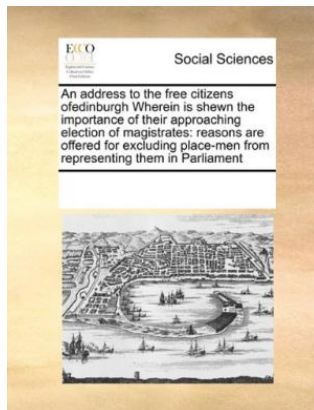 ECCO
Social Sciences
An address to the free citizens
ofedinburgh Wherein is shewn the
importance of their approaching
election of magistrates: reasons are
offered for excluding place-men from
representing them in Parliament